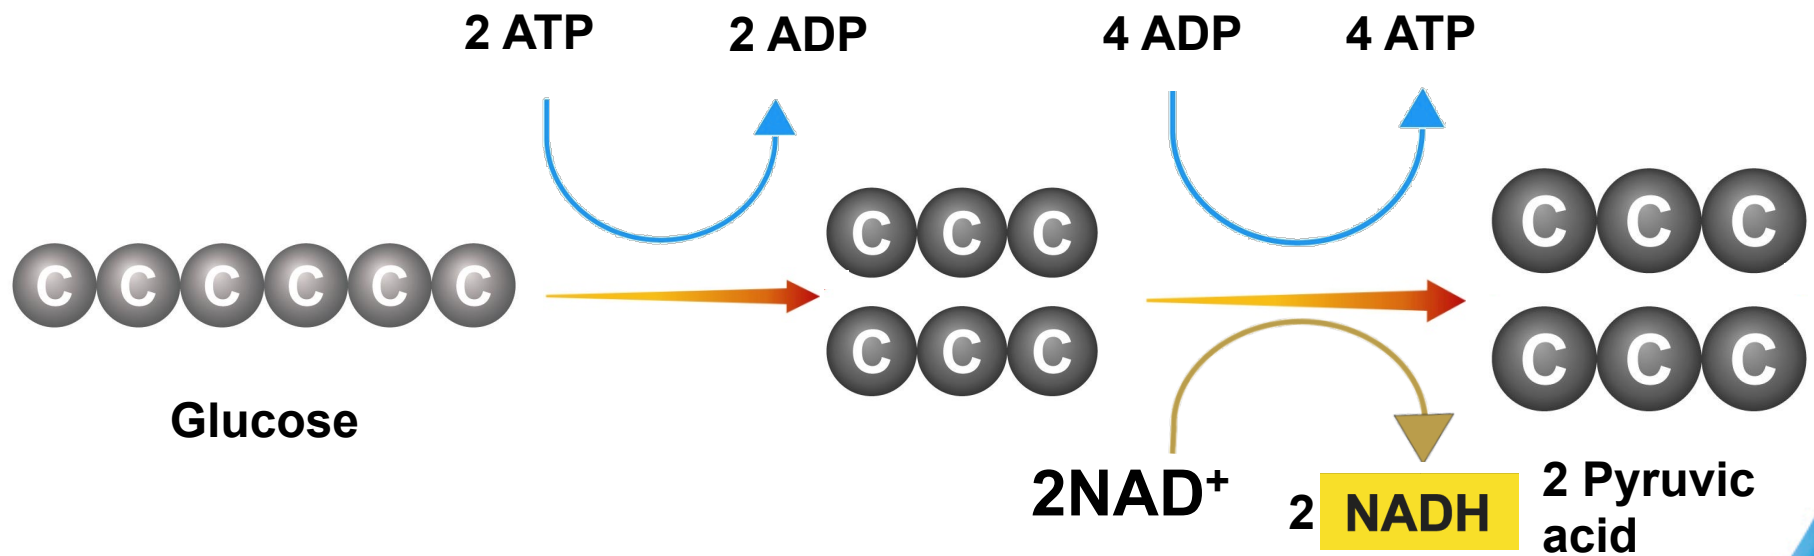 2 ATP 2 ADP 4 ADP 4 ATP
C C C C C C
C C C
C C C
C C C
C C C
Glucose
2NAD⁺
2 NADH
2 Pyruvic
acid